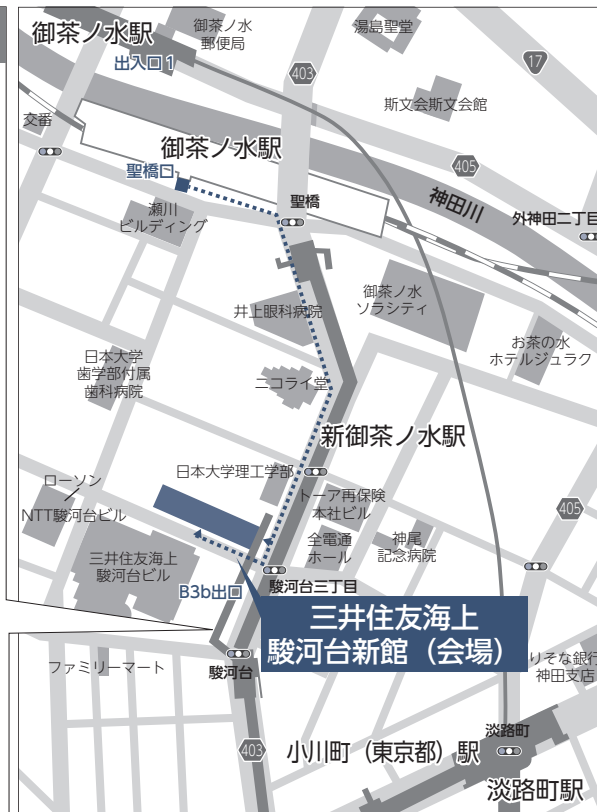 御茶ノ水駅
出入口1
御茶ノ水
郵便局
湯島聖堂
403
17
斯文会斯文会館
交番
御茶ノ水駅
聖橋口
405
瀬川
ビルディング
聖橋
神田川
外神田二丁目
井上眼科病院
御茶ノ水
ソラシティ
お茶の水
ホテルジュラク
日本大学
歯学部付属
歯科病院
ニコライ堂
新御茶ノ水駅
日本大学理工学部
ローソン
NTT駿河台ビル
トーア再保険
本社ビル
全電通
ホール
神尾
記念病院
405
三井住友海上
駿河台ビル
B3b出口
駿河台三丁目
三井住友海上
駿河台新館（会場）
ファミリーマート
駿河台
りそな銀行
神田支店
403
小川町（東京都）駅
淡路町
淡路町駅